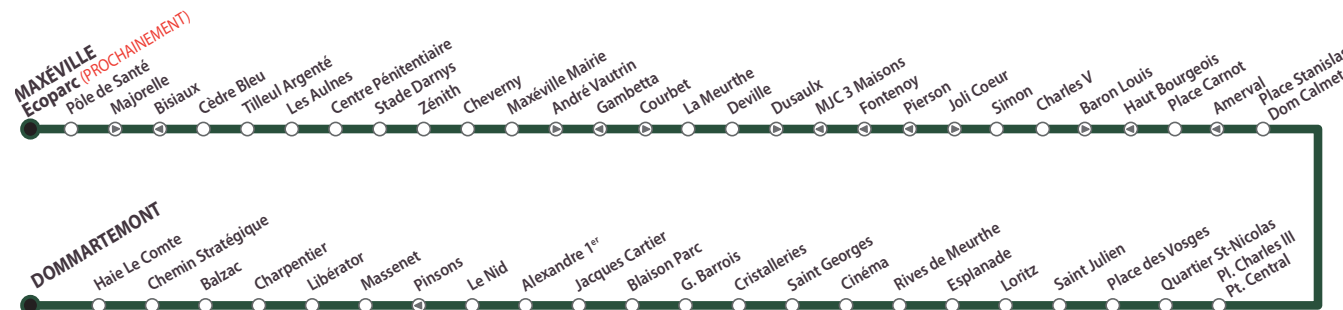 MAXÉVILLE
Ecoparc (PROCHAINEMENT)
Pôle de Santé
Majorelle
Bisiaux
Cèdre Bleu
Tilleul Argenté
Les Aulnes
Centre Pénitentiaire
Stade Darnys
Zénith
Cheverny
Maxéville Mairie
André Vautrin
Gambetta
Courbet
La Meurthe
Deville
Dusaulx
MJC 3 Maisons
Fontenoy
Pierson
Joli Coeur
Simon
Charles V
Baron Louis
Haut Bourgeois
Place Carnot
Amerval
Place Stanislas
Dom Calmet
DOMMARTEMONT
Haie Le Comte
Chemin Stratégique
Balzac
Charpentier
Libérator
Massenet
Pinsons
Le Nid
Alexandre 1er
Jacques Cartier
Blaison Parc
G. Barrois
Cristalleries
Saint Georges
Cinéma
Rives de Meurthe
Esplanade
Loritz
Saint Julien
Place des Vosges
Quartier St-Nicolas
Pl. Charles III
Pt. Central